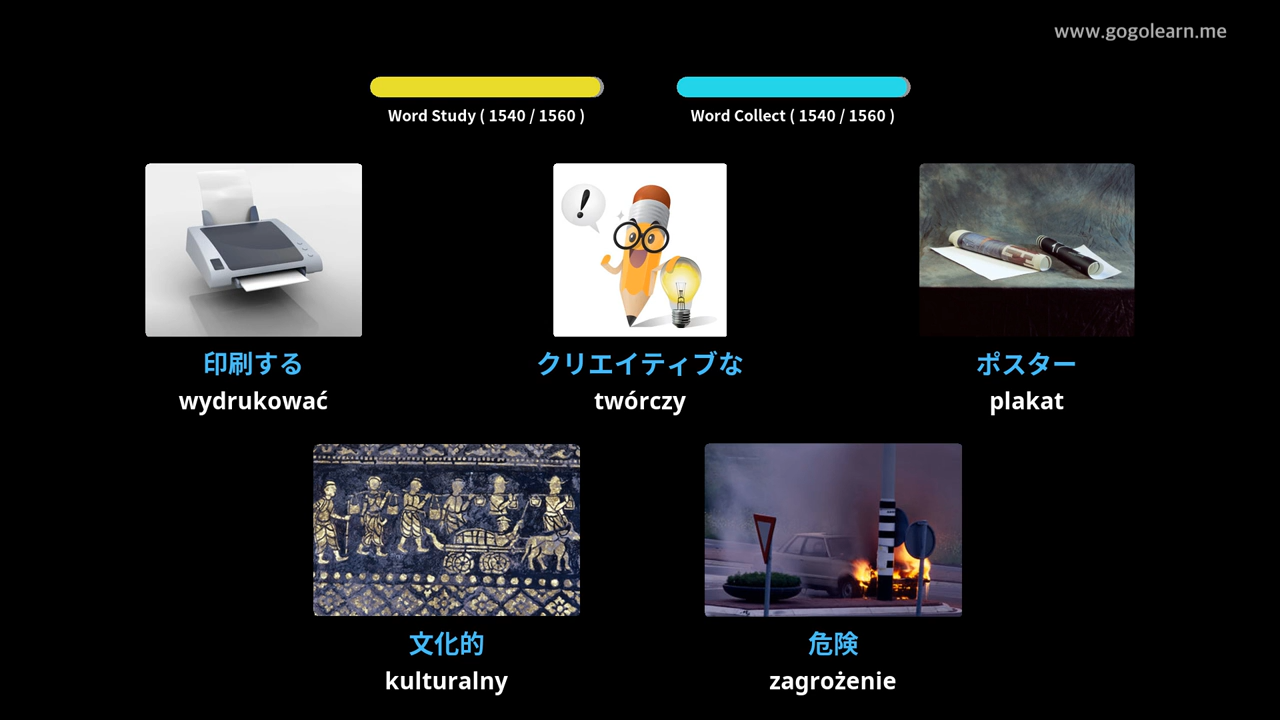 www.gogolearn.me
Word Study ( 1540 / 1560 )
Word Collect ( 1540 / 1560 )
印刷する
wydrukować
クリエイティブな
twórczy
ポスター
plakat
文化的
kulturalny
危険
zagrożenie